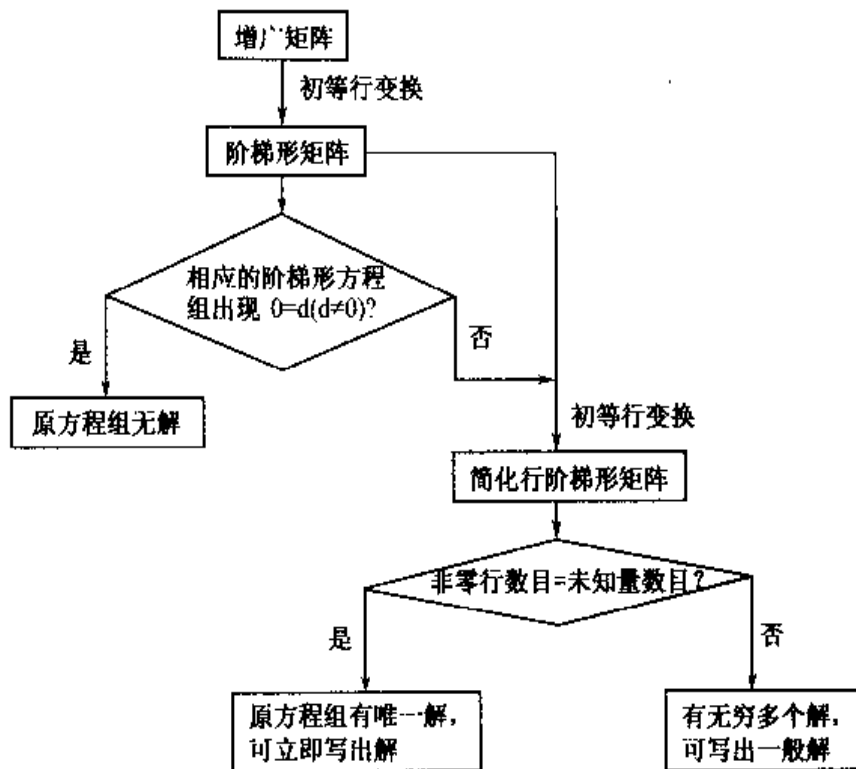 增广矩阵
初等行变换
阶梯形矩阵
相应的阶梯形方程
组出现 0=d(d≠0)?
是
否
原方程组无解
初等行变换
简化行阶梯形矩阵
非零行数目=未知量数目?
是
否
原方程组有唯一解,
可立即写出解
有无穷多个解,
可写出一般解